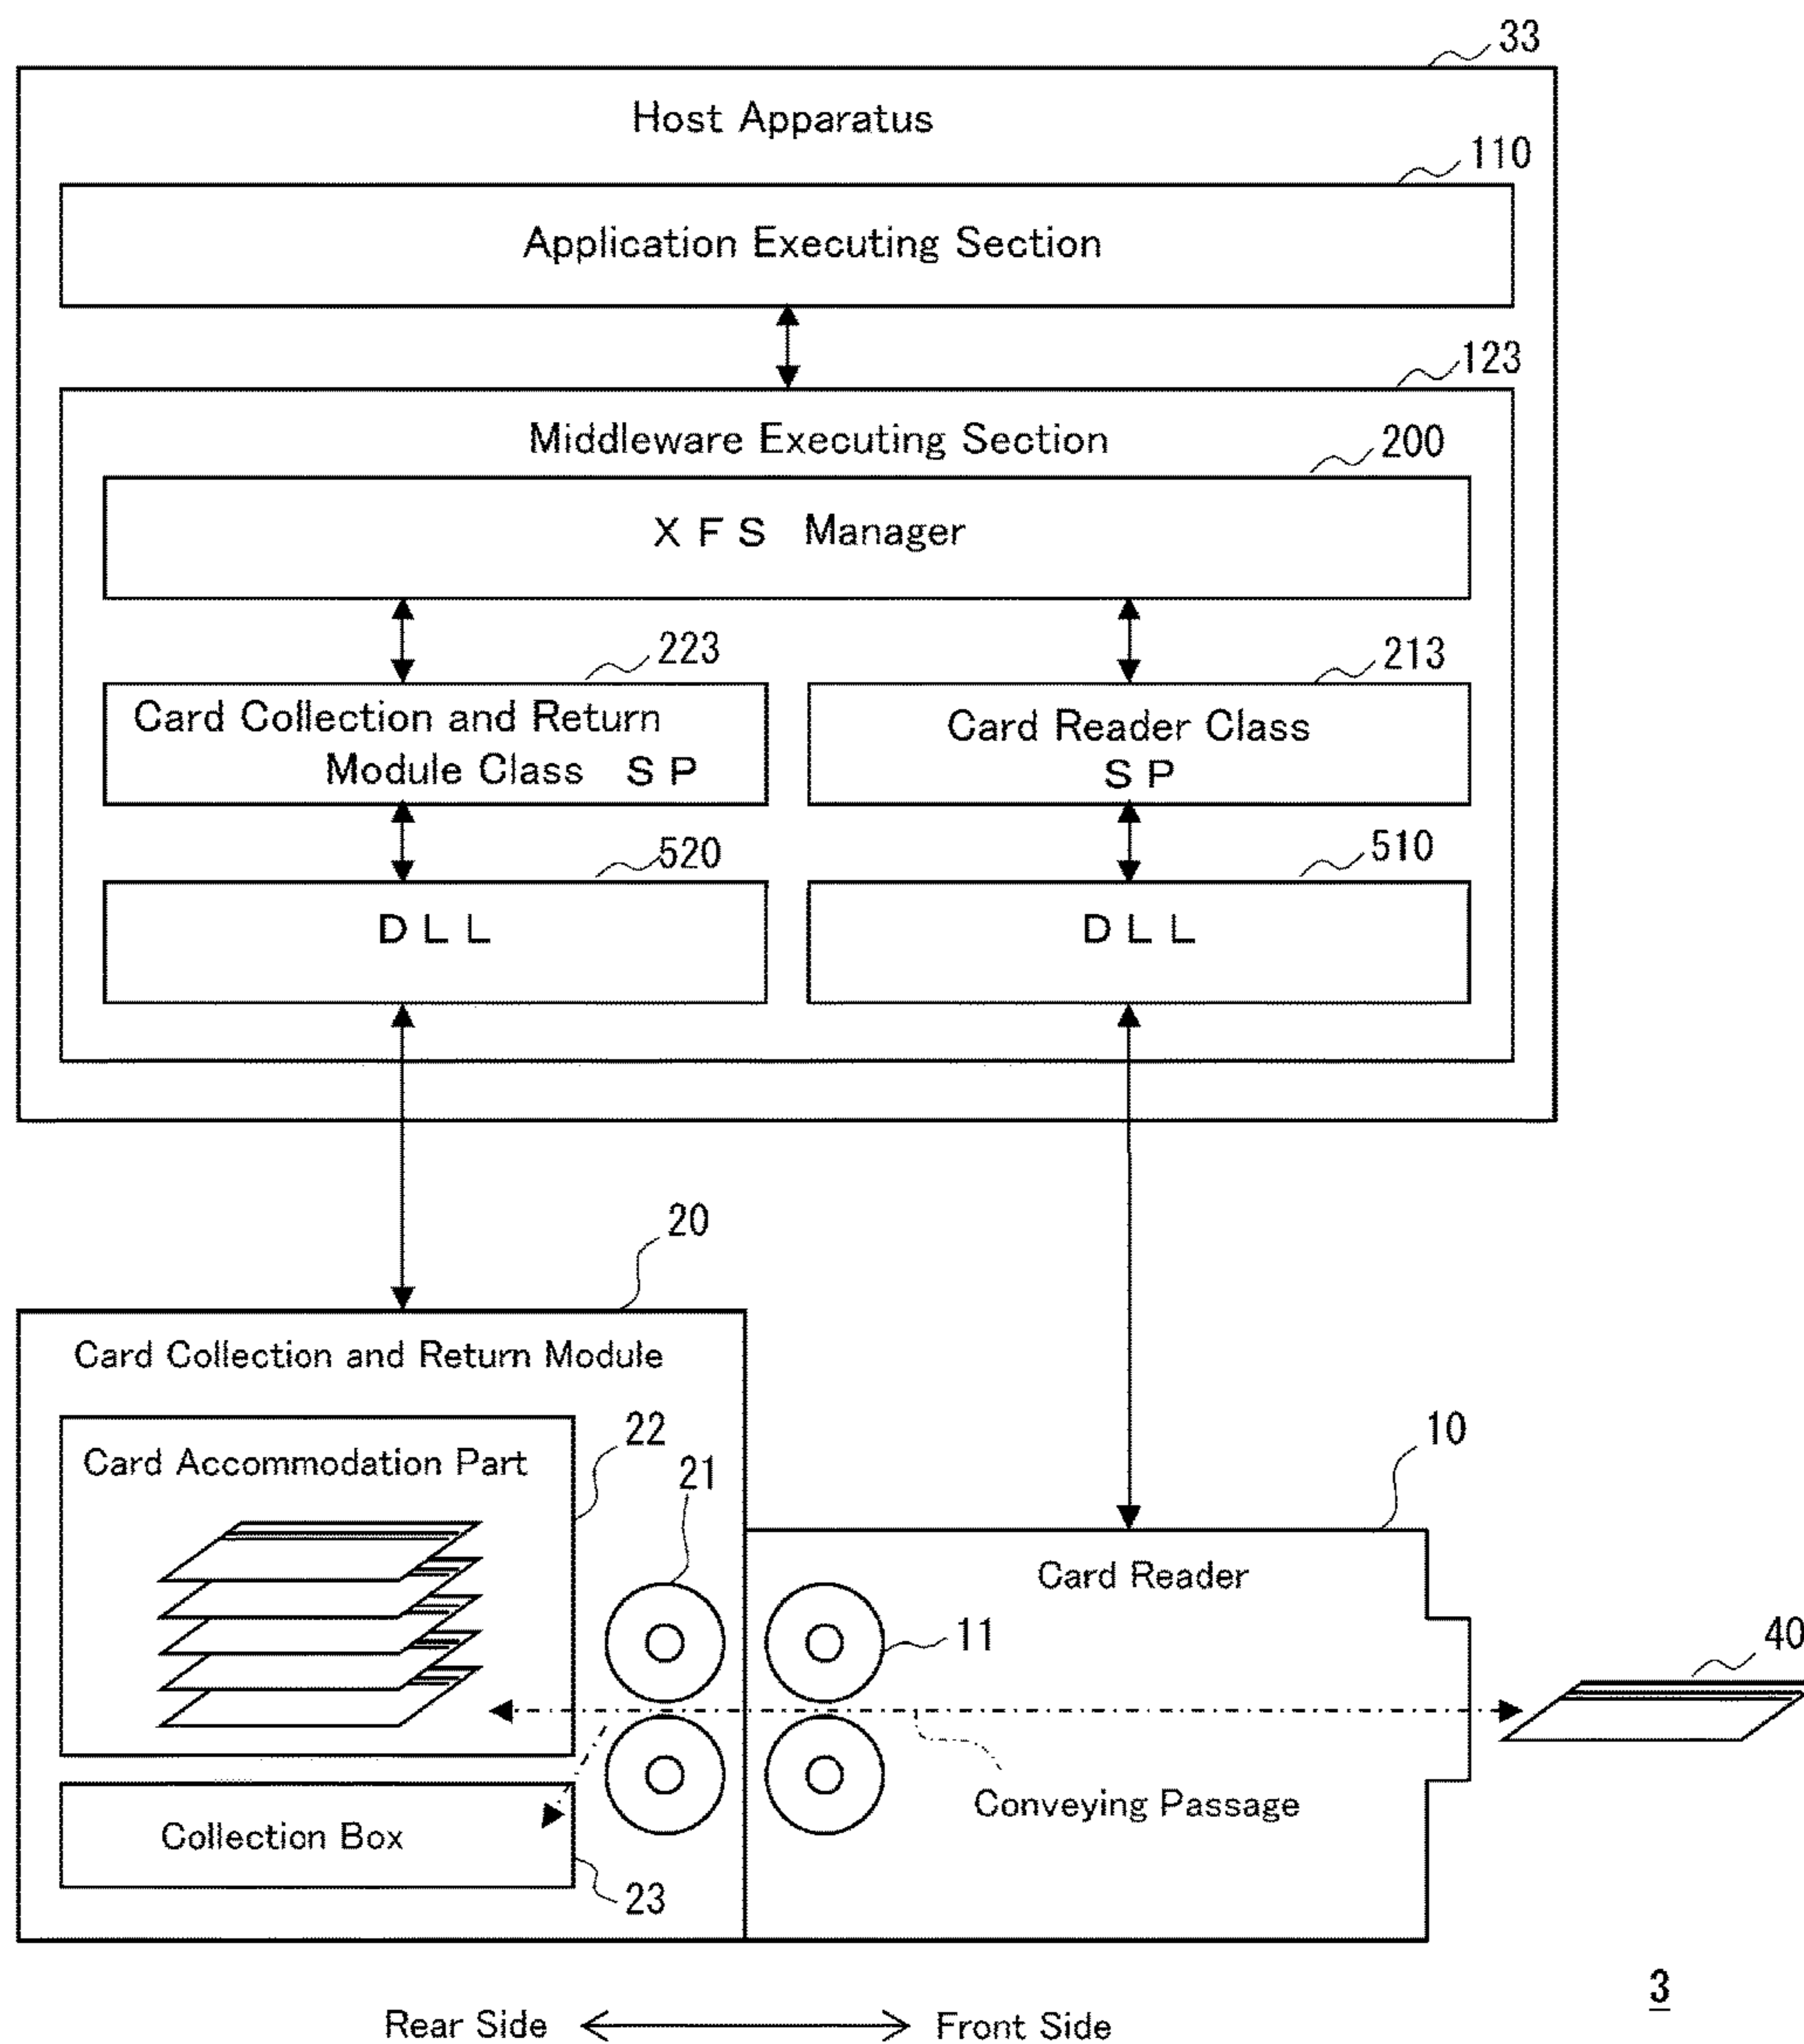 33
Host Apparatus
110
Application Executing Section
123
Middleware Executing Section
200
X F S Manager
223
213
Card Collection and Return
Module Class S P
Card Reader Class
S P
520
510
D L L
D L L
20
Card Collection and Return Module
22
10
Card Accommodation Part
21
Card Reader
11
40
Conveying Passage
Collection Box
23
3
Rear Side
Front Side